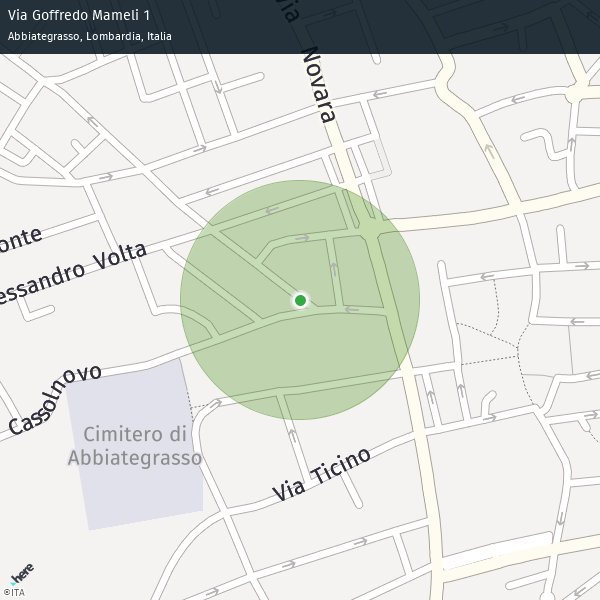 Via Goffredo Mameli 1
Abbiategrasso, Lombardia, Italia
Via Novara
onte
essandro Volta
Cassolnovo
Cimitero di
Abbiategrasso
Via Ticino
here
©ITA